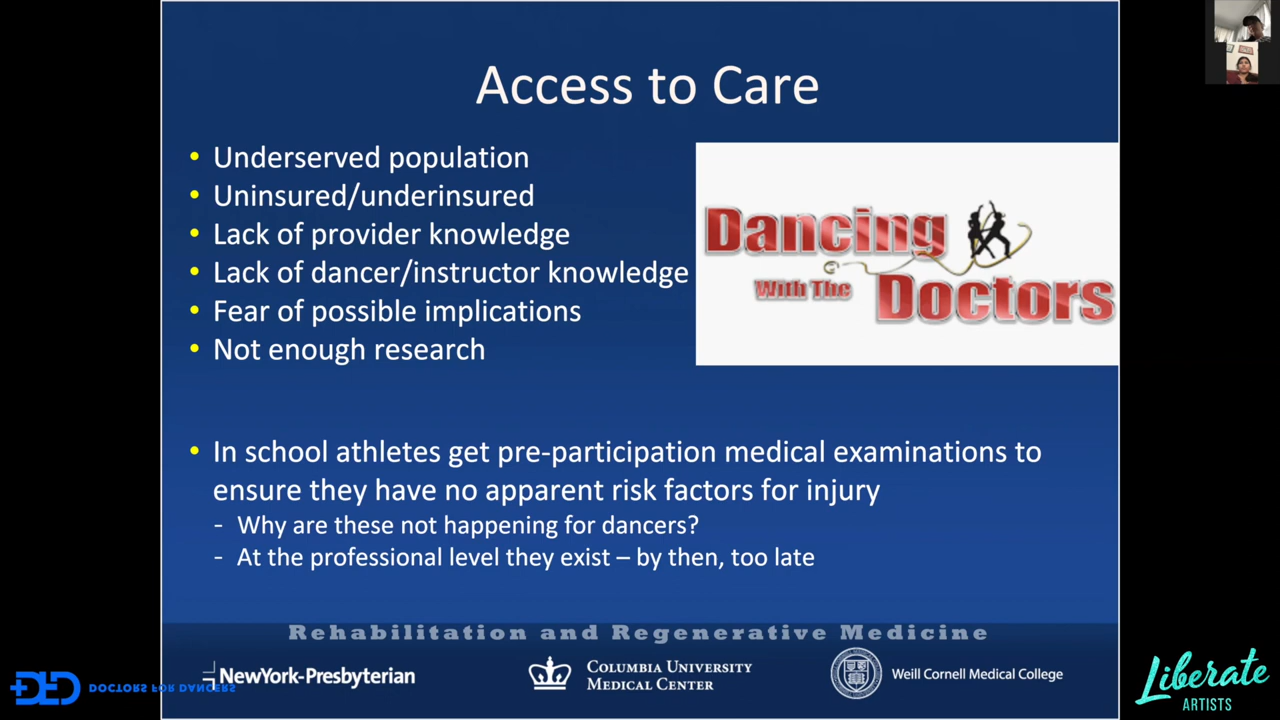 Access to Care
• Underserved population
• Uninsured/underinsured
• Lack of provider knowledge
• Lack of dancer/instructor knowledge
• Fear of possible implications
• Not enough research
Dancing
With The
Doctors
• In school athletes get pre-participation medical examinations to
ensure they have no apparent risk factors for injury
- Why are these not happening for dancers?
- At the professional level they exist – by then, too late
Rehabilitation and Regenerative Medicine
NewYork-Presbyterian
COLUMBIA UNIVERSITY
MEDICAL CENTER
Weill Cornell Medical College
DFD DOCTORS FOR DANCERS
Liberate
ARTISTS